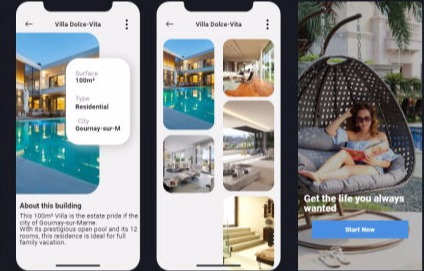 Villa Dolce-Vita
Surface
100m²
Type
Residential
City
Gournay-sur-M
About this building
This 100m² Villa is the estate pride if the
city of Gournay-sur-Marne.
With its prestigious open pool and its 12
rooms, this residence is ideal for full
family vacation.
Villa Dolce-Vita
Get the life you always
wanted
Start Now